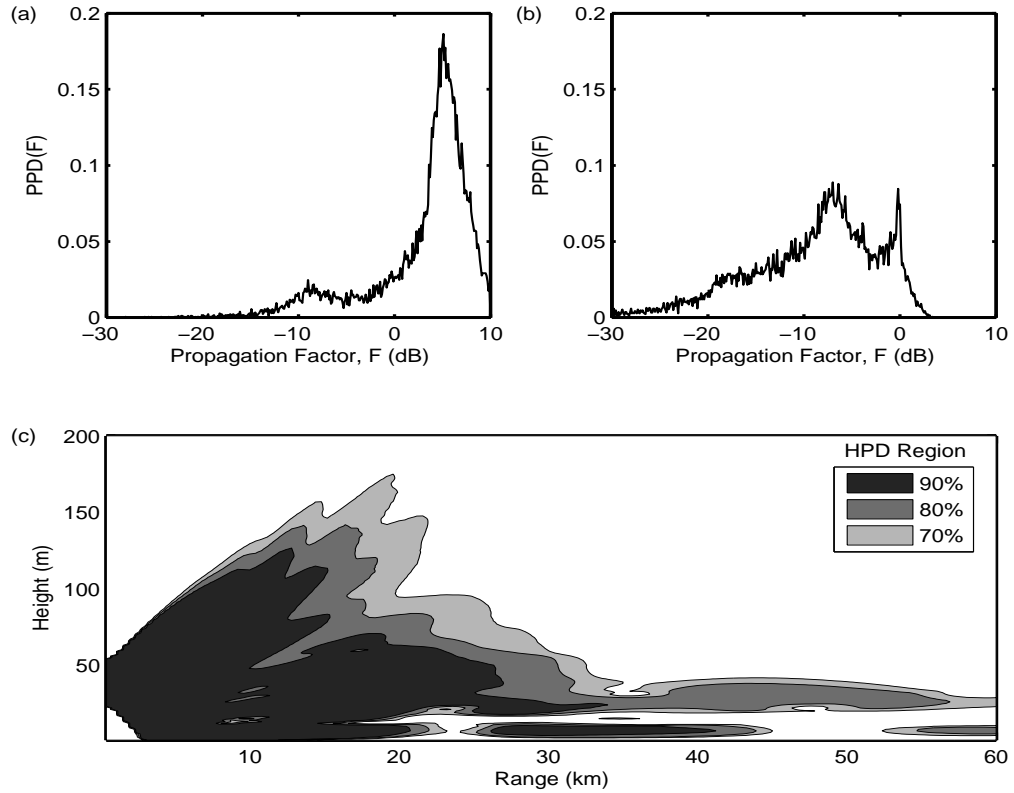 (a)
0.2
0.15
0.1
0.05
0
PPD(F)
−30 −20 −10 0 10
Propagation Factor, F (dB)
(b)
0.2
0.15
0.1
0.05
0
PPD(F)
−30 −20 −10 0 10
Propagation Factor, F (dB)
(c)
200
150
100
50
Height (m)
HPD Region
90%
80%
70%
10 20 30 40 50 60
Range (km)